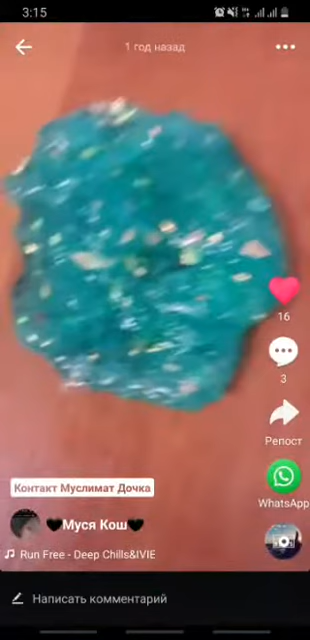 3:15
1 год назад
16
3
Репост
WhatsApp
Контакт Муслимат Дочка
🖤Муся Кош🖤
Run Free - Deep Chills&IVIE
Написать комментарий